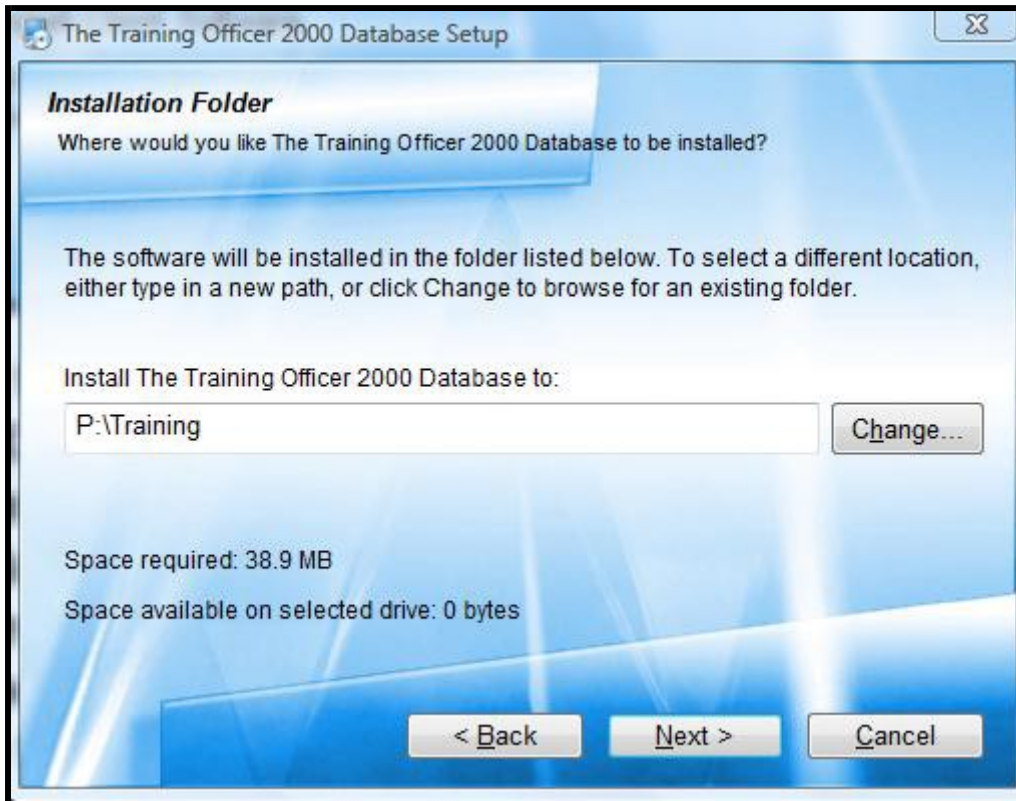 The Training Officer 2000 Database Setup
Installation Folder
Where would you like The Training Officer 2000 Database to be installed?
The software will be installed in the folder listed below. To select a different location,
either type in a new path, or click Change to browse for an existing folder.
Install The Training Officer 2000 Database to:
P:\Training
Change...
Space required: 38.9 MB
Space available on selected drive: 0 bytes
< Back
Next >
Cancel